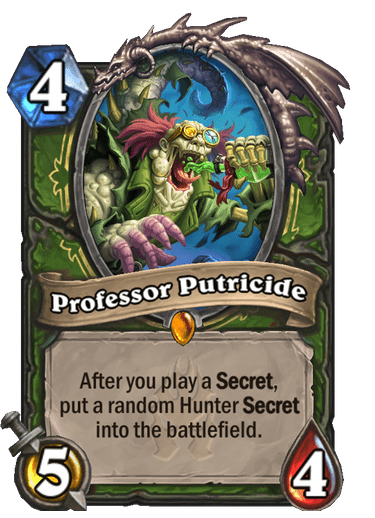 4
Professor Putricide
After you play a Secret,
put a random Hunter Secret
into the battlefield.
5
4